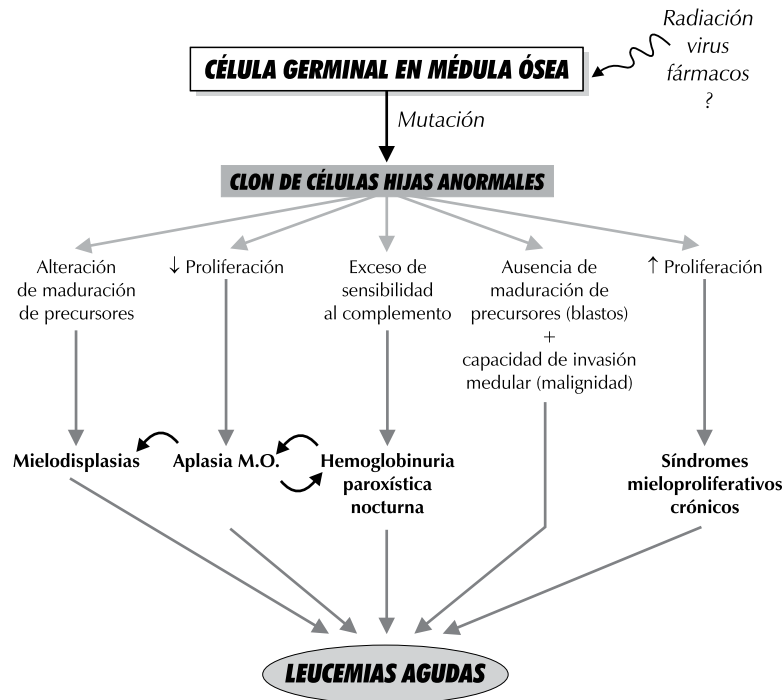 Radiación
virus
fármacos
?
CÉLULA GERMINAL EN MÉDULA ÓSEA
Mutación
CLON DE CÉLULAS HIJAS ANORMALES
Alteración
de maduración
de precursores
↓ Proliferación
Exceso de
sensibilidad
al complemento
Ausencia de
maduración de
precursores (blastos)
+
capacidad de invasión
medular (malignidad)
↑ Proliferación
Mielodisplasias
Aplasia M.O.
Hemoglobinuria
paroxística
nocturna
Síndromes
mieloproliferativos
crónicos
LEUCEMIAS AGUDAS